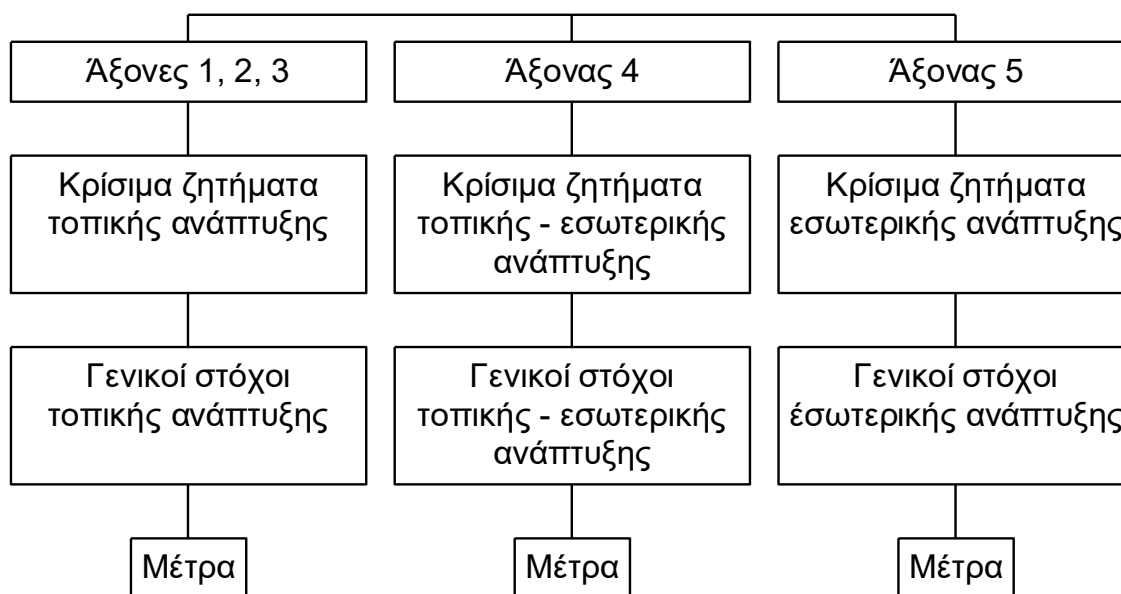 Άξονες 1, 2, 3
Άξονας 4
Άξονας 5
Κρίσιμα ζητήματα
τοπικής ανάπτυξης
Κρίσιμα ζητήματα
τοπικής - εσωτερικής
ανάπτυξης
Κρίσιμα ζητήματα
εσωτερικής ανάπτυξης
Γενικοί στόχοι
τοπικής ανάπτυξης
Γενικοί στόχοι
τοπικής - εσωτερικής
ανάπτυξης
Γενικοί στόχοι
έσωτερικής ανάπτυξης
Μέτρα
Μέτρα
Μέτρα